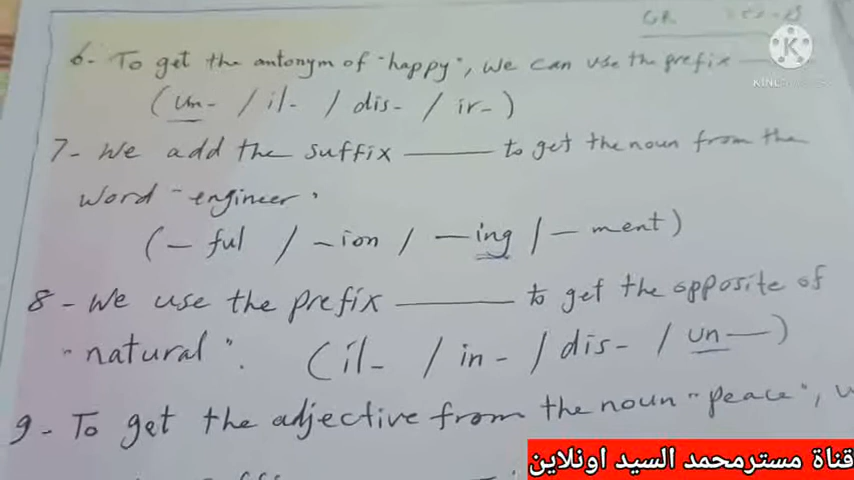 6- To get the antonym of "happy", we can use the prefix
(un- / il- / dis- / ir-)
7- We add the suffix ——— to get the noun from the
word "engineer".
(- ful / -ion / -ing / - ment)
8- We use the prefix ——— to get the opposite of
"natural". (il- / in- / dis- / un-)
9- To get the adjective from the noun "peace",
قناة مسترمحمد السيد اونلاين